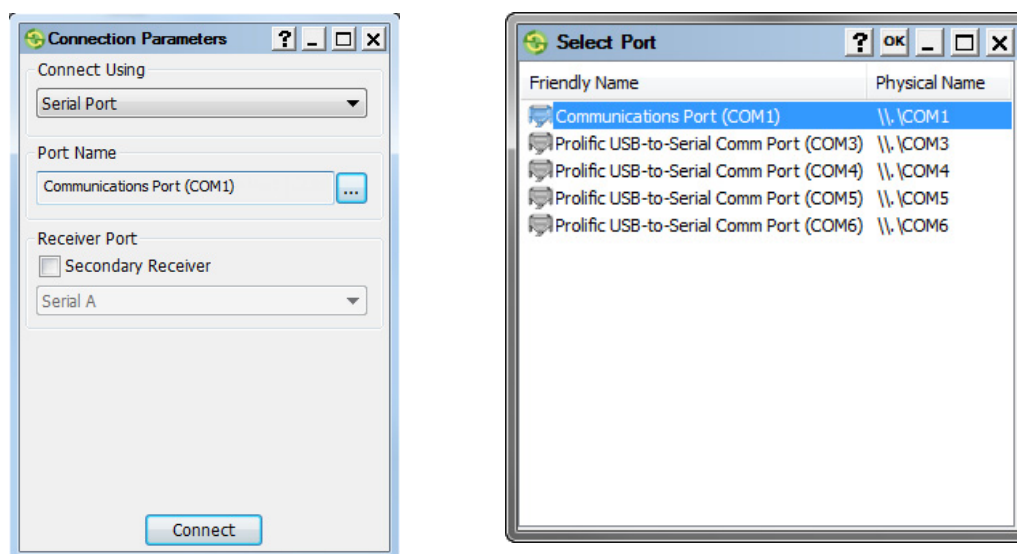 Connection Parameters ? _ □ X
Connect Using
Serial Port
Port Name
Communications Port (COM1)
...
Receiver Port
Secondary Receiver
Serial A
Connect
Select Port ? OK _ □ X
Friendly Name Physical Name
Communications Port (COM1) \\.\COM1
Prolific USB-to-Serial Comm Port (COM3) \\.\COM3
Prolific USB-to-Serial Comm Port (COM4) \\.\COM4
Prolific USB-to-Serial Comm Port (COM5) \\.\COM5
Prolific USB-to-Serial Comm Port (COM6) \\.\COM6